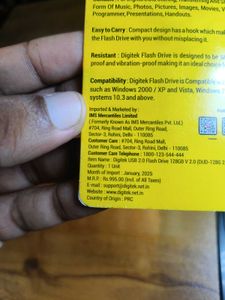 Form Of Music, Photos, Pictures, Images, Movies, V
Programmer, Presentations, Handouts.
Easy to Carry : Compact design has a hook which ma
the Flash Drive with you without misplacing it.
Resistant : Digitek Flash Drive is designed to be
proof and vibration-proof making it an ideal choice
Compatibility : Digitek Flash Drive is Compatible wi
such as Windows 2000 / XP and Vista, Windows
systems 10.3 and above.
Imported & Marketed by :
IMS Mercantiles Limited
( Formerly Known As IMS Mercantiles Pvt. Ltd.)
#704, Ring Road Mall, Outer Ring Road,
Sector-3, Rohini, Delhi - 110085
Customer Care : #704, Ring Road Mall,
Outer Ring Road, Sector-3, Rohini, Delhi - 110085
Customer Care Telephone : 1800-123-544-444
Item Name : Digitek USB 2.0 Flash Drive 128GB V 2.0 (DUD-128G
Quantity : 1 Unit
Month of Import : January, 2025
M.R.P. : Rs.995.00 (Incl. of All Taxes)
E-mail : support@digitek.net.in
Website : www.digitek.net.in
Country of Origin : PRC